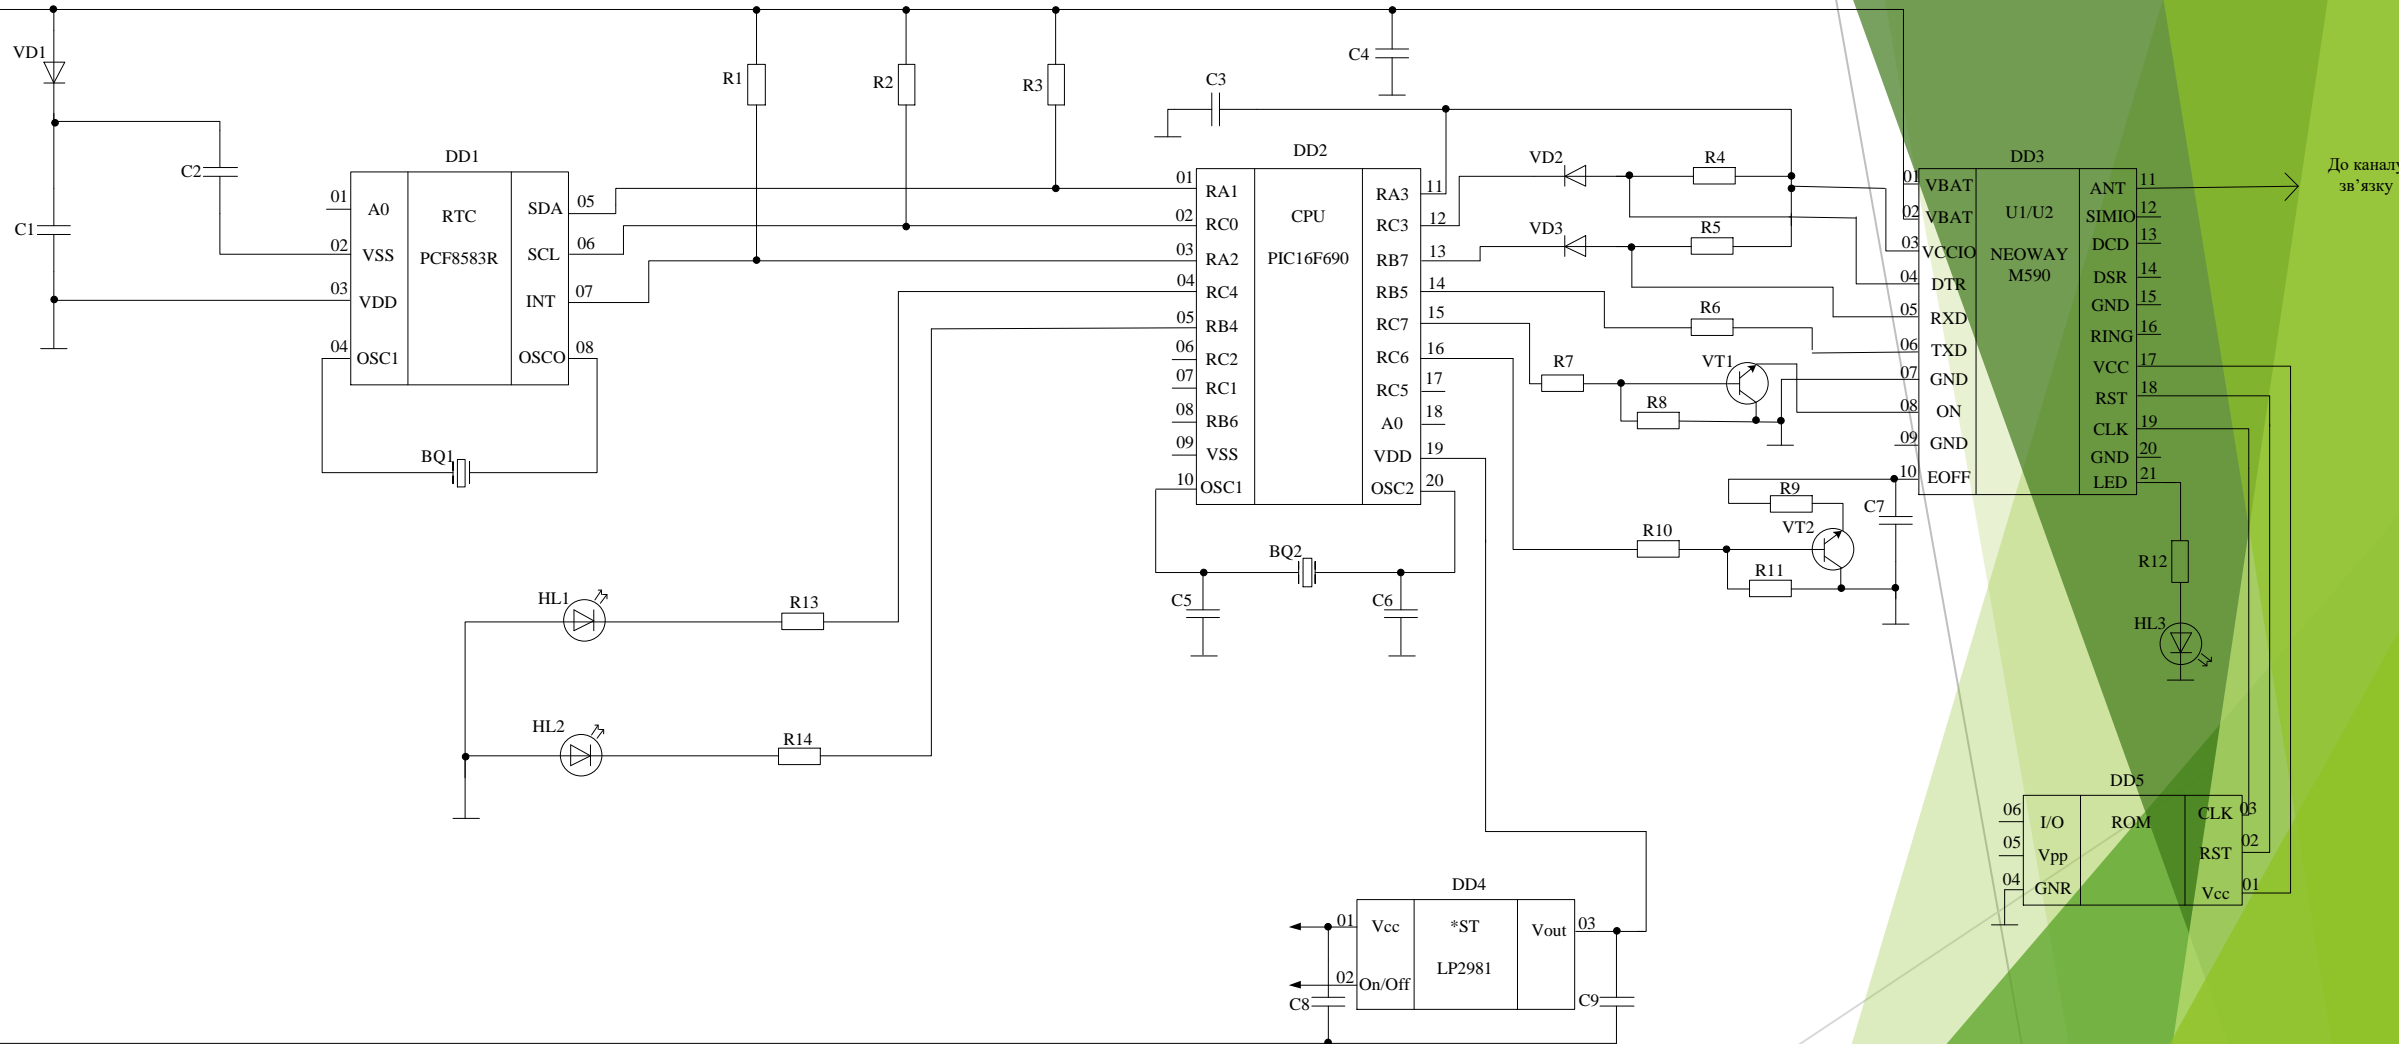 VD1
C1
C2
DD1
01
A0
02
VSS
03
VDD
04
OSC1
RTC
PCF8583R
SDA
05
SCL
06
INT
07
OSCO
08
BQ1
R1
R2
R3
C4
C3
DD2
01
RA1
02
RC0
03
RA2
04
RC4
05
RB4
06
RC2
07
RC1
08
RB6
09
VSS
10
OSC1
CPU
PIC16F690
RA3
11
RC3
12
RB7
13
RB5
14
RC7
15
RC6
16
RC5
17
A0
18
VDD
19
OSC2
20
BQ2
C5
C6
HL1
R13
HL2
R14
VD2
R4
VD3
R5
R6
R7
R8
VT1
R9
VT2
C7
R10
R11
DD3
01
VBAT
02
VBAT
03
VCCIO
04
DTR
05
RXD
06
TXD
07
GND
08
ON
09
GND
10
EOFF
U1/U2
NEOWAY
M590
ANT
11
SIMIO
12
DCD
13
DSR
14
GND
15
RING
16
VCC
17
RST
18
CLK
19
GND
20
LED
21
До каналу
зв’язку
R12
HL3
DD5
06
I/O
05
Vpp
04
GNR
ROM
CLK
03
RST
02
Vcc
01
DD4
01
Vcc
02
On/Off
*ST
LP2981
Vout
03
C8
C9